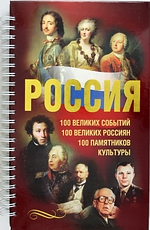 РОССИЯ
100 ВЕЛИКИХ СОБЫТИЙ
100 ВЕЛИКИХ РОССИЯН
100 ПАМЯТНИКОВ
КУЛЬТУРЫ